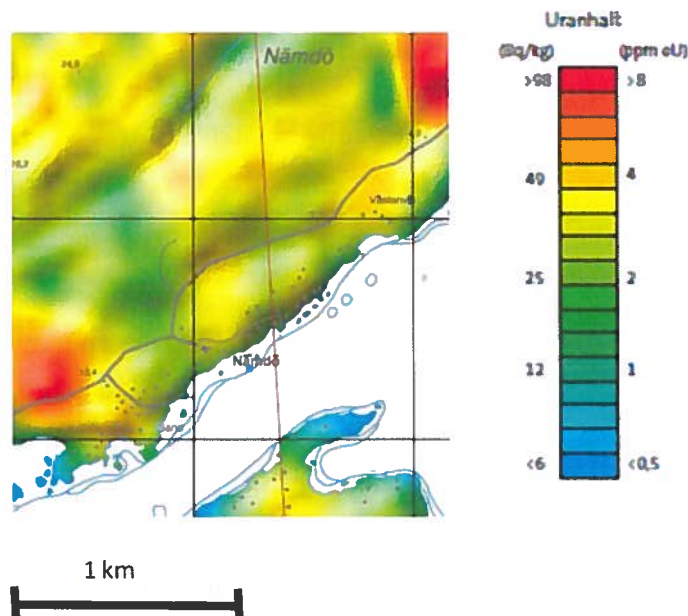 Uranhalt
(Bq/kg) (ppm eU)
>98 >8
49 4
25 2
12 1
<6 <0,5
Nämdö
Nämdö
1 km